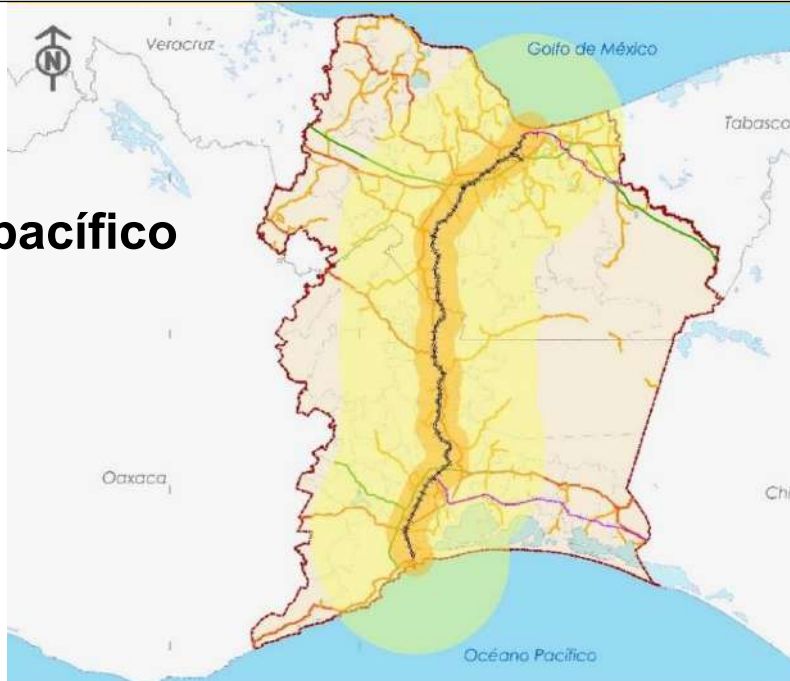 N
Veracruz
Golfo de México
Tabasco
pacífico
Oaxaca
Chi
Océano Pacífico